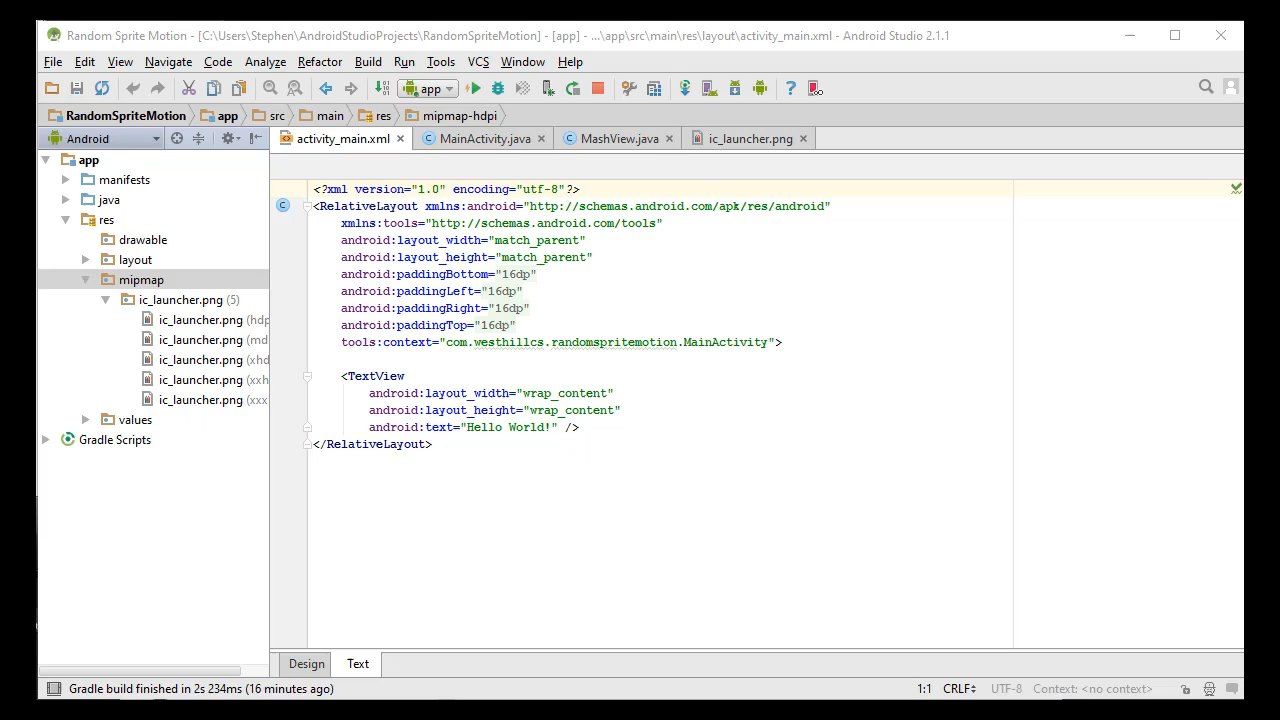 Random Sprite Motion - [C:\Users\Stephen\AndroidStudioProjects\RandomSpriteMotion] - [app] - ...\app\src\main\res\layout\activity_main.xml - Android Studio 2.1.1
File Edit View Navigate Code Analyze Refactor Build Run Tools VCS Window Help
app
RandomSpriteMotion app src main res mipmap-hdpi
Android
activity_main.xml MainActivity.java MashView.java ic_launcher.png
app
manifests
java
res
drawable
layout
mipmap
ic_launcher.png (5)
ic_launcher.png (hdp
ic_launcher.png (md
ic_launcher.png (xhd
ic_launcher.png (xxh
ic_launcher.png (xxx
values
Gradle Scripts
<?xml version="1.0" encoding="utf-8"?>
<RelativeLayout xmlns:android="http://schemas.android.com/apk/res/android"
xmlns:tools="http://schemas.android.com/tools"
android:layout_width="match_parent"
android:layout_height="match_parent"
android:paddingBottom="16dp"
android:paddingLeft="16dp"
android:paddingRight="16dp"
android:paddingTop="16dp"
tools:context="com.westhillcs.randomspritemotion.MainActivity">
<TextView
android:layout_width="wrap_content"
android:layout_height="wrap_content"
android:text="Hello World!" />
</RelativeLayout>
Design Text
Gradle build finished in 2s 234ms (16 minutes ago) 1:1 CRLF UTF-8 Context: <no context>